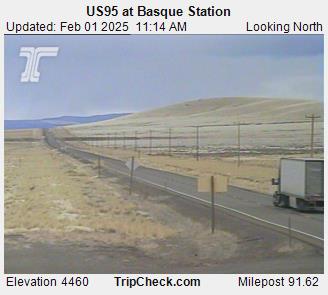 US95 at Basque Station
Updated: Feb 01 2025 11:14 AM Looking North
Elevation 4460 TripCheck.com Milepost 91.62